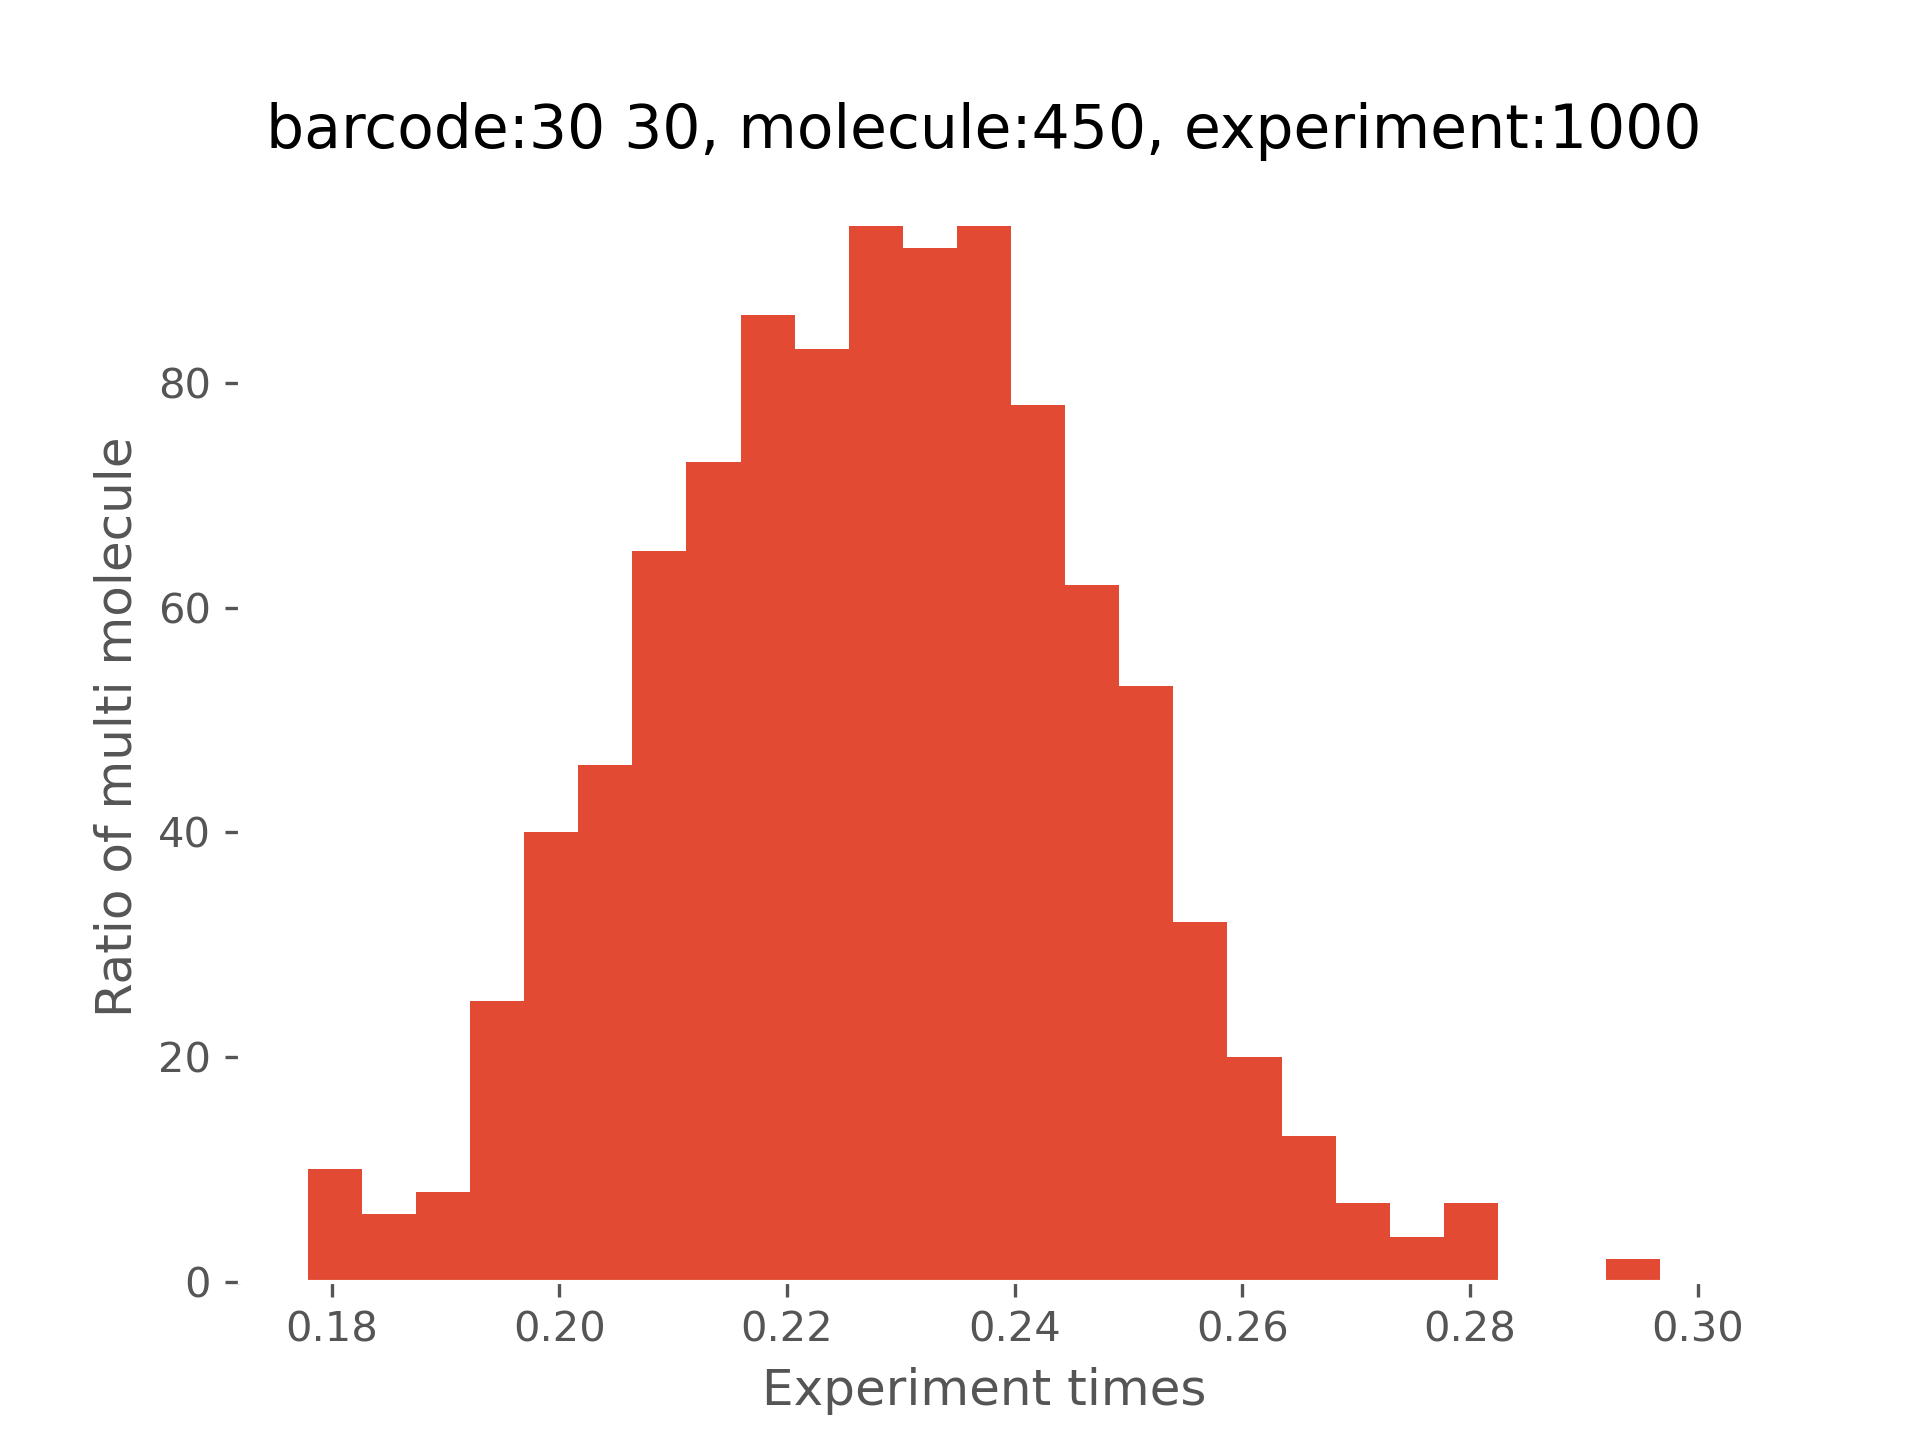 barcode:30 30, molecule:450, experiment:1000
Ratio of multi molecule
80
60
40
20
0
0.18 0.20 0.22 0.24 0.26 0.28 0.30
Experiment times